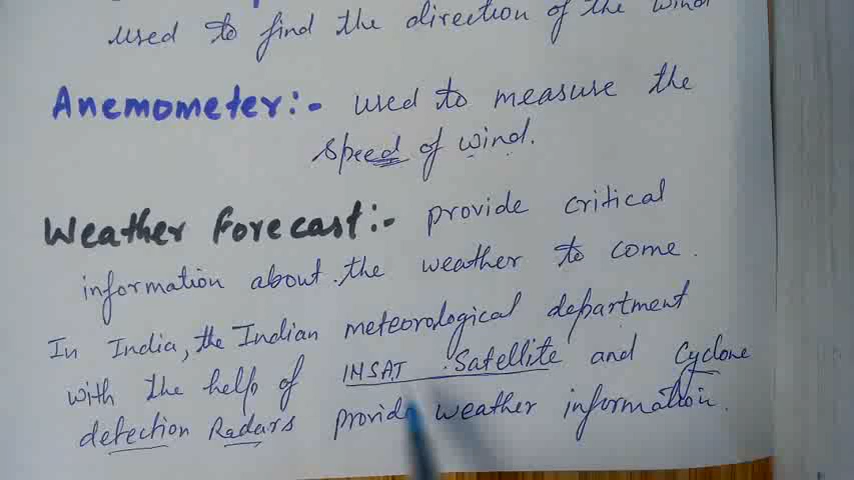 used to find the direction of the wind
Anemometer:- used to measure the
speed of wind.
Weather Forecast:- provide critical
information about the weather to come.
In India, the Indian meteorological department
with the help of INSAT Satellite and Cyclone
detection Radars provide weather information.